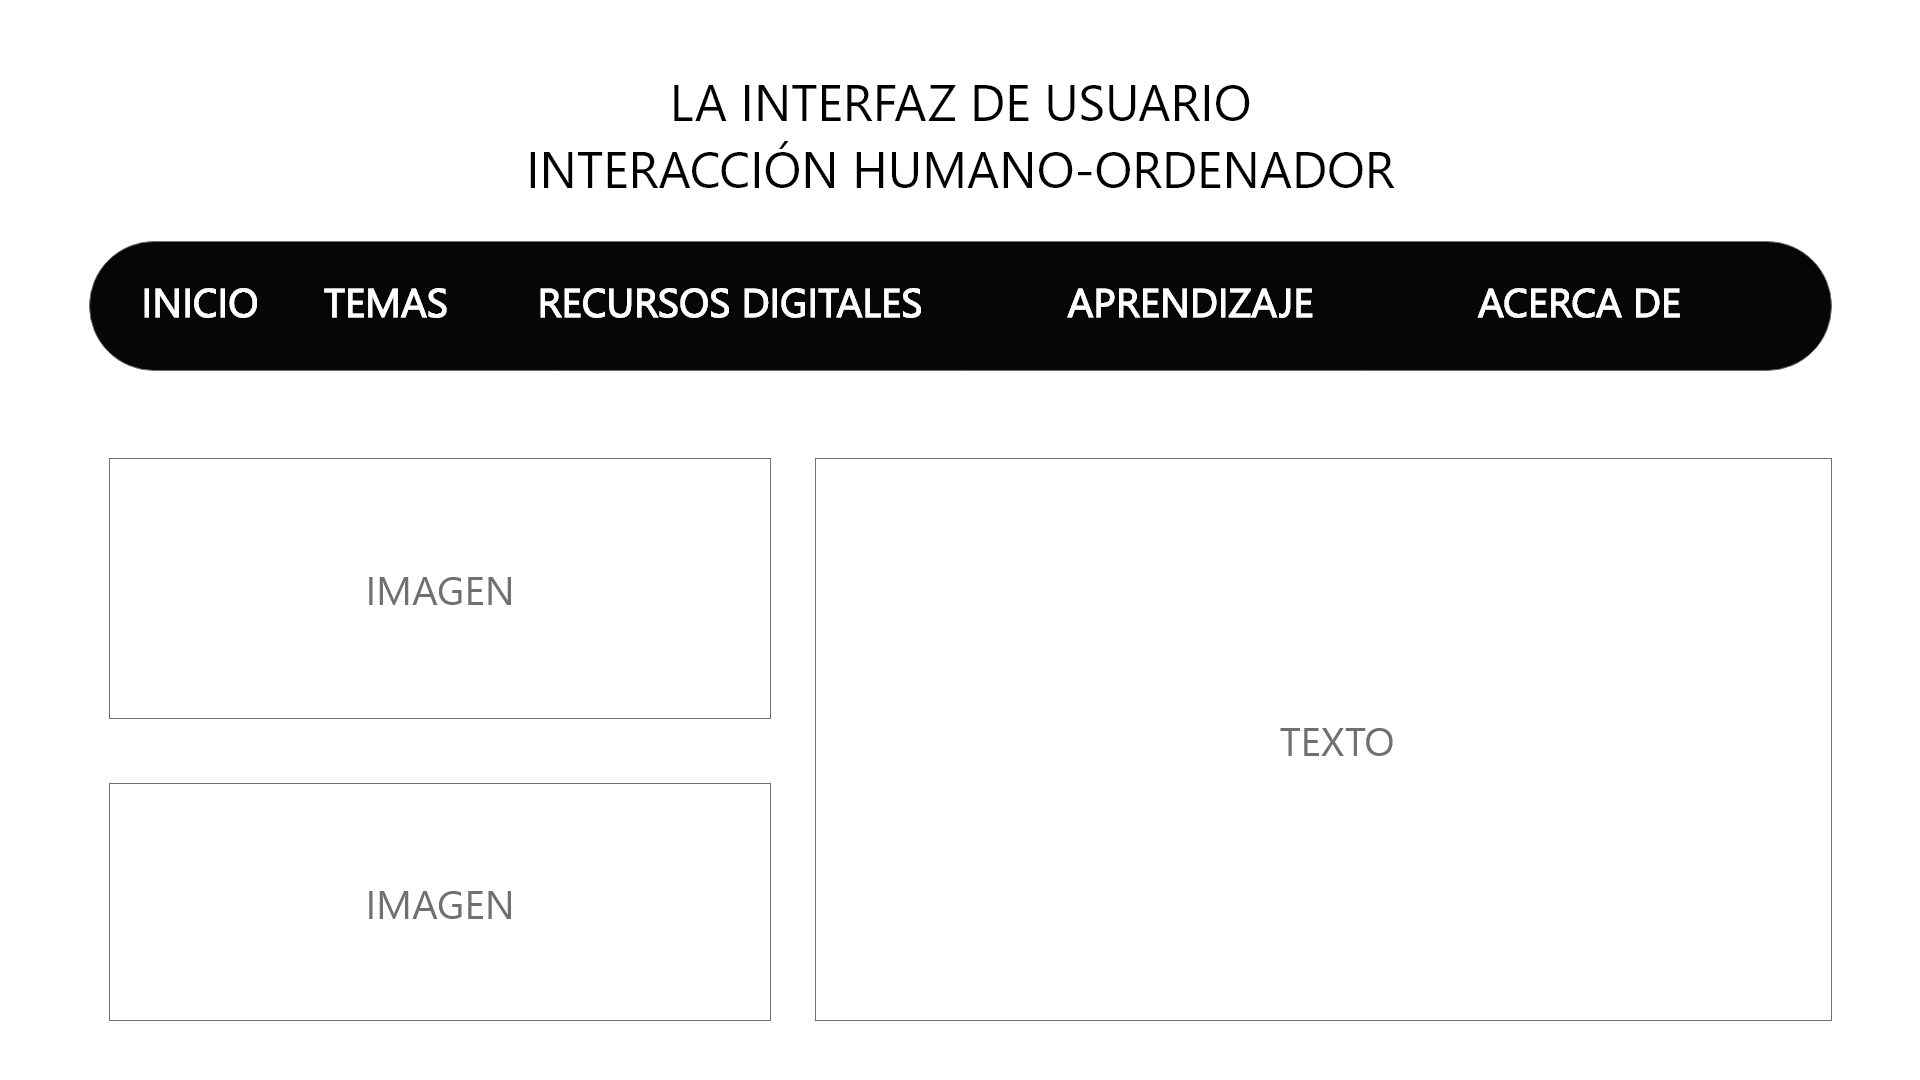 LA INTERFAZ DE USUARIO
INTERACCIÓN HUMANO-ORDENADOR
INICIO TEMAS RECURSOS DIGITALES APRENDIZAJE ACERCA DE
IMAGEN
TEXTO
IMAGEN